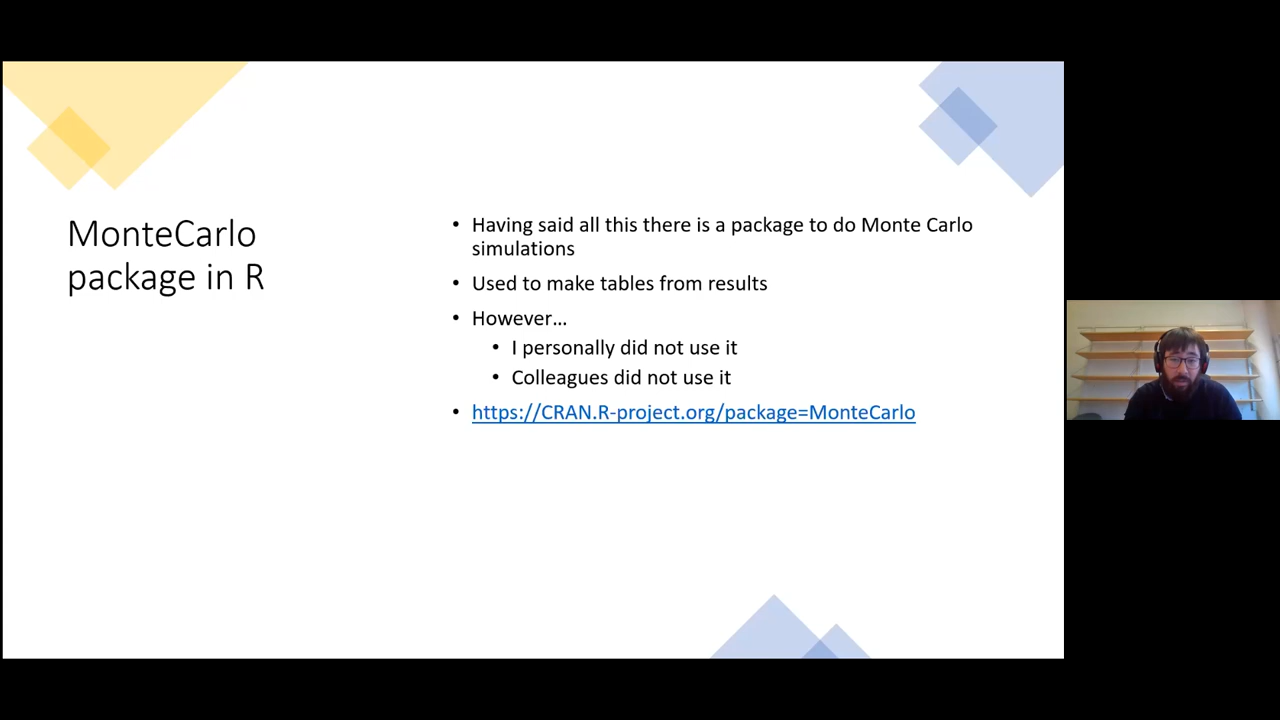 MonteCarlo
package in R
• Having said all this there is a package to do Monte Carlo
simulations
• Used to make tables from results
• However...
• I personally did not use it
• Colleagues did not use it
• https://CRAN.R-project.org/package=MonteCarlo